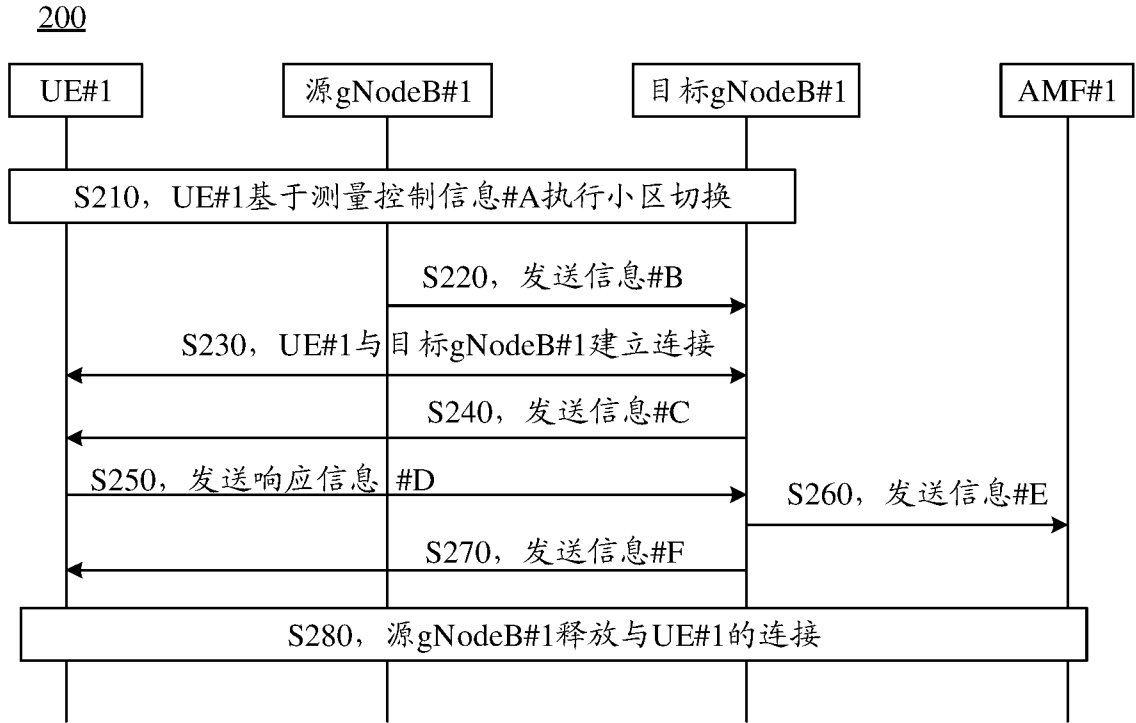 200
UE#1
源gNodeB#1
目标gNodeB#1
AMF#1
S210，UE#1基于测量控制信息#A执行小区切换
S220，发送信息#B
S230，UE#1与目标gNodeB#1建立连接
S240，发送信息#C
S250，发送响应信息 #D
S260，发送信息#E
S270，发送信息#F
S280，源gNodeB#1释放与UE#1的连接